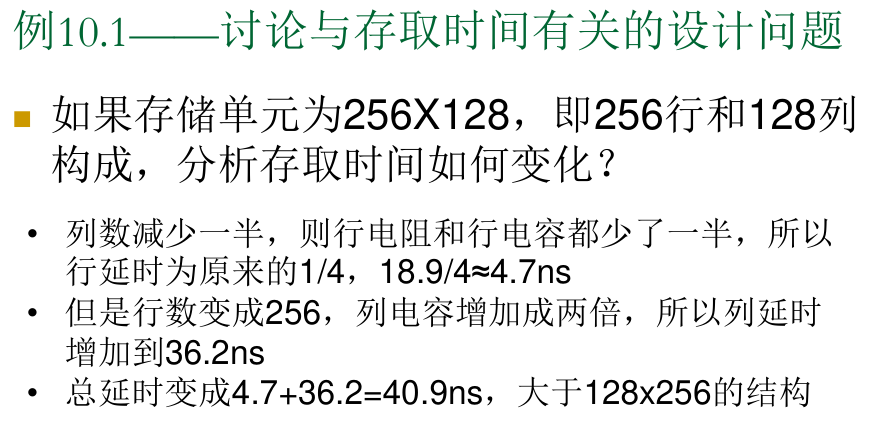 例10.1——讨论与存取时间有关的设计问题
如果存储单元为256X128，即256行和128列
构成，分析存取时间如何变化？
• 列数减少一半，则行电阻和行电容都少了一半，所以
行延时为原来的1/4，18.9/4≈4.7ns
• 但是行数变成256，列电容增加成两倍，所以列延时
增加到36.2ns
• 总延时变成4.7+36.2=40.9ns，大于128x256的结构